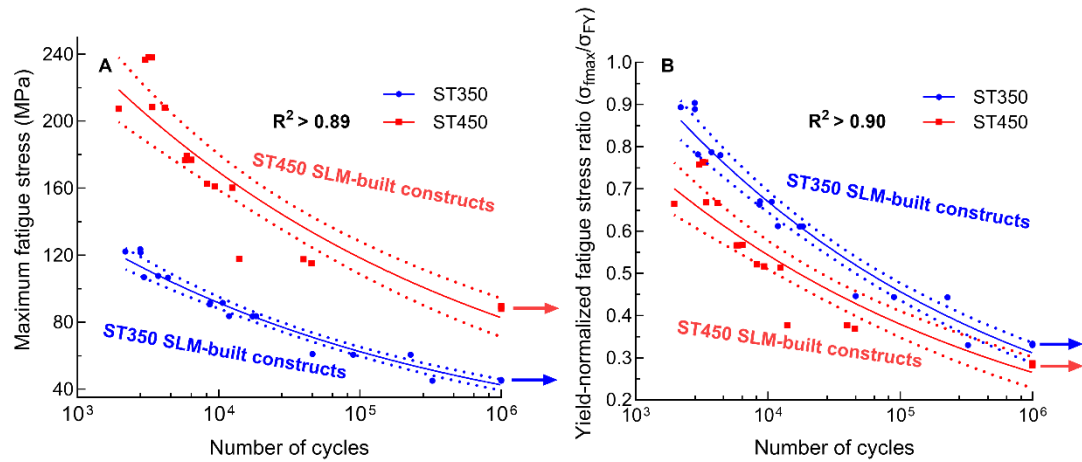 A
Maximum fatigue stress (MPa)
240
200
160
120
80
40
ST350
ST450
R² > 0.89
ST450 SLM-built constructs
ST350 SLM-built constructs
10³
10⁴
10⁵
10⁶
Number of cycles
B
Yield-normalized fatigue stress ratio (σfmax/σFY)
1.0
0.9
0.8
0.7
0.6
0.5
0.4
0.3
0.2
ST350
ST450
R² > 0.90
ST350 SLM-built constructs
ST450 SLM-built constructs
10³
10⁴
10⁵
10⁶
Number of cycles